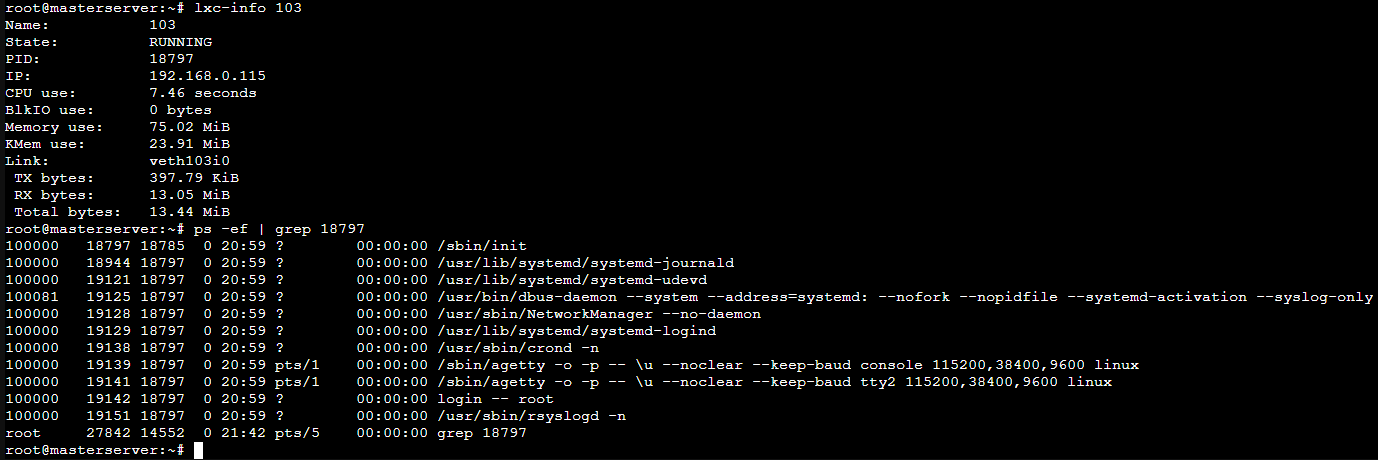 root@masterserver:~# lxc-info 103
Name:           103
State:          RUNNING
PID:            18797
IP:             192.168.0.115
CPU use:        7.46 seconds
BlkIO use:      0 bytes
Memory use:     75.02 MiB
KMem use:       23.91 MiB
Link:           veth103i0
 TX bytes:      397.79 KiB
 RX bytes:      13.05 MiB
 Total bytes:   13.44 MiB
root@masterserver:~# ps -ef | grep 18797
100000   18797 18785  0 20:59 ?        00:00:00 /sbin/init
100000   18944 18797  0 20:59 ?        00:00:00 /usr/lib/systemd/systemd-journald
100000   19121 18797  0 20:59 ?        00:00:00 /usr/lib/systemd/systemd-udevd
100081   19125 18797  0 20:59 ?        00:00:00 /usr/bin/dbus-daemon --system --address=systemd: --nofork --nopidfile --systemd-activation --syslog-only
100000   19128 18797  0 20:59 ?        00:00:00 /usr/sbin/NetworkManager --no-daemon
100000   19129 18797  0 20:59 ?        00:00:00 /usr/lib/systemd/systemd-logind
100000   19138 18797  0 20:59 ?        00:00:00 /usr/sbin/crond -n
100000   19139 18797  0 20:59 pts/1    00:00:00 /sbin/agetty -o -p -- \u --noclear --keep-baud console 115200,38400,9600 linux
100000   19141 18797  0 20:59 pts/1    00:00:00 /sbin/agetty -o -p -- \u --noclear --keep-baud tty2 115200,38400,9600 linux
100000   19142 18797  0 20:59 ?        00:00:00 login -- root
100000   19151 18797  0 20:59 ?        00:00:00 /usr/sbin/rsyslogd -n
root     27842 14552  0 21:42 pts/5    00:00:00 grep 18797
root@masterserver:~#